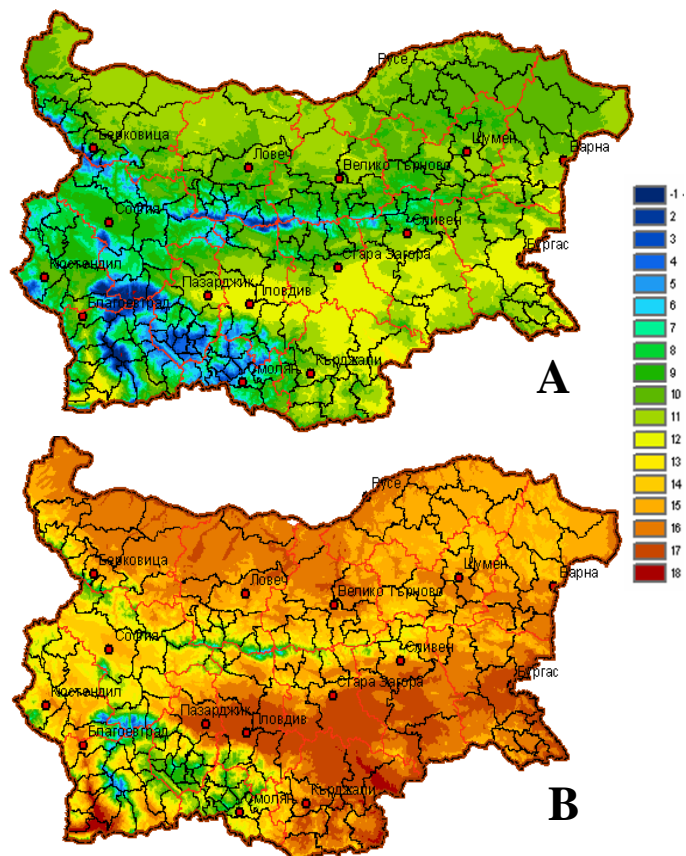 Русе
Берковица
Ловеч
Велико Търново
Шумен
Варна
София
Сливен
Бургас
Кюстендил
Стара Загора
Пазарджик
Пловдив
Благоевград
Смолян
Кърджали
A
-1
2
3
4
5
6
7
8
9
10
11
12
13
14
15
16
17
18
Русе
Берковица
Ловеч
Велико Търново
Шумен
Варна
София
Сливен
Бургас
Кюстендил
Стара Загора
Пазарджик
Пловдив
Благоевград
Смолян
Кърджали
B